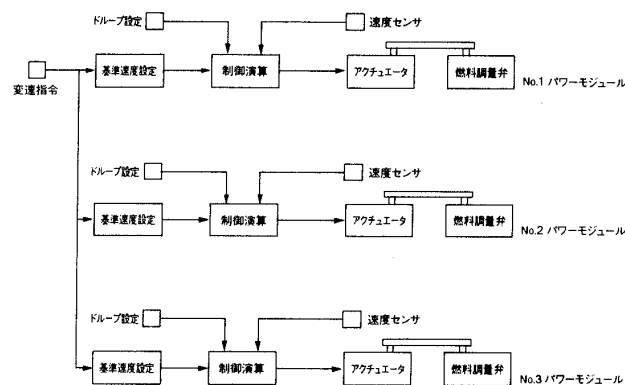 ドループ設定
速度センサ
基準速度設定
制御演算
アクチュエータ
燃料調量弁
変速指令
No.1 パワーモジュール
ドループ設定
速度センサ
基準速度設定
制御演算
アクチュエータ
燃料調量弁
No.2 パワーモジュール
ドループ設定
速度センサ
基準速度設定
制御演算
アクチュエータ
燃料調量弁
No.3 パワーモジュール